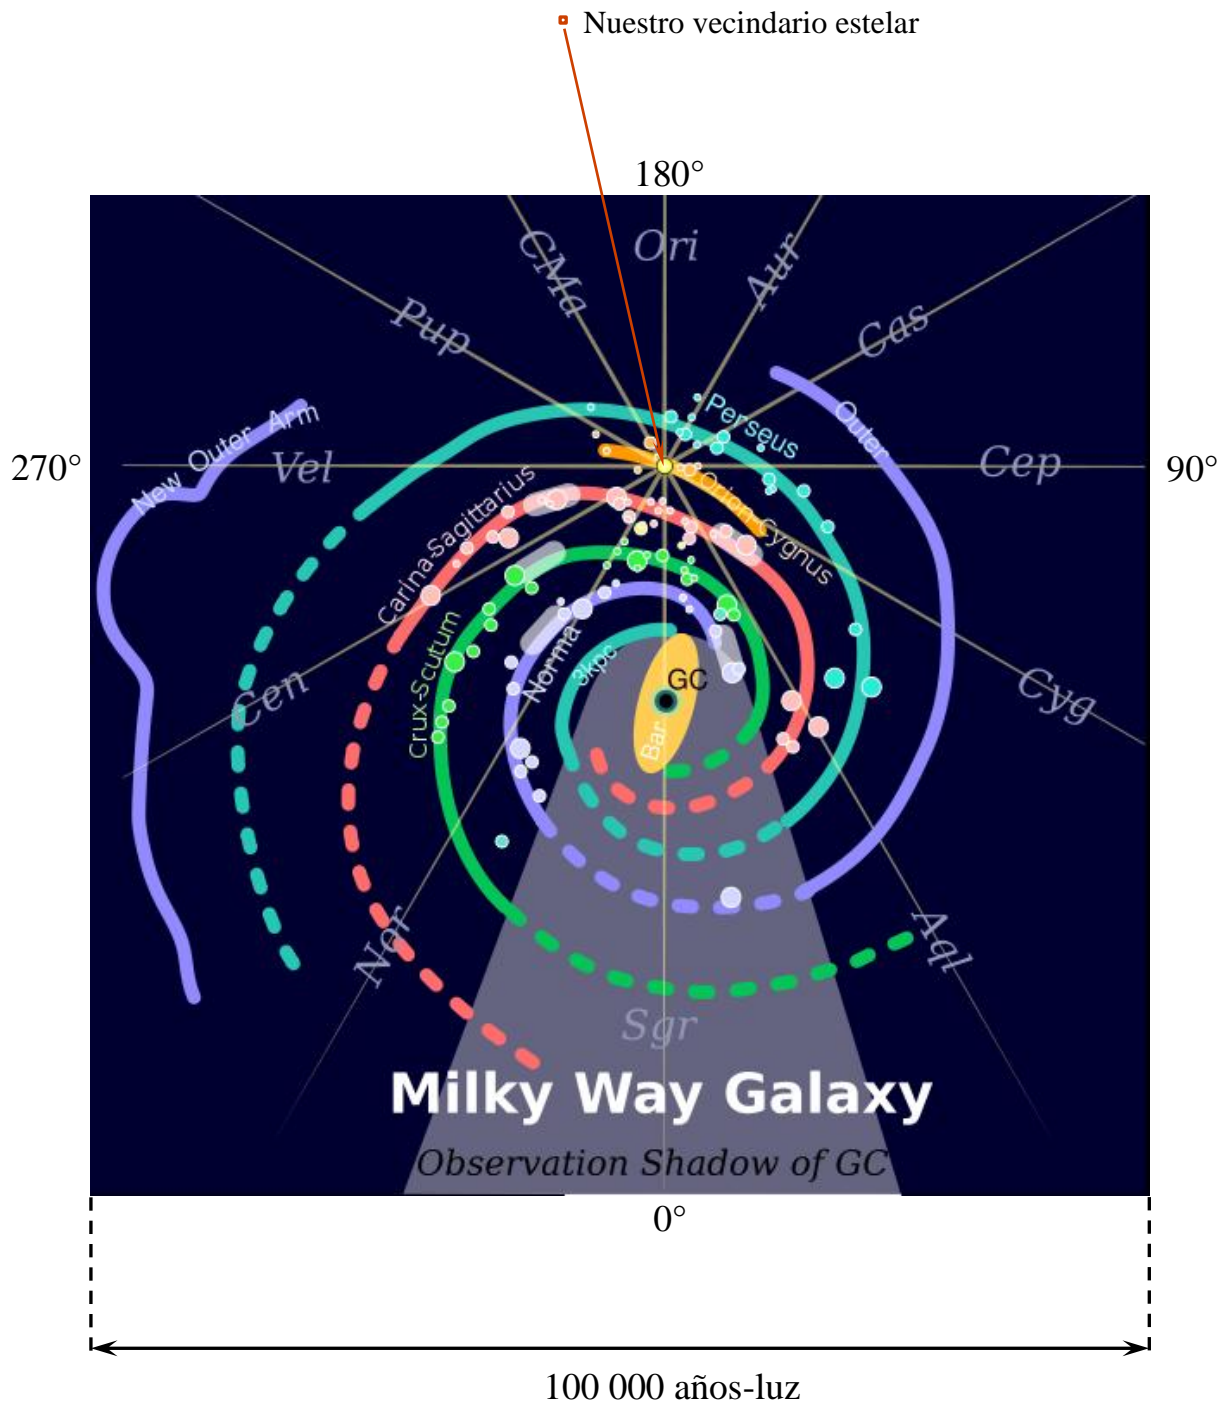 Nuestro vecindario estelar
180°
Ori
CMa
Aur
Pup
Cas
New Outer Arm
Perseus
Outer
270°
Vel
Cep
90°
Orion-Cygnus
Carina-Sagittarius
Crux-Scutum
Norma
3kpc
GC
Bar
Cen
Cyg
Nor
Aql
Sgr
Milky Way Galaxy
Observation Shadow of GC
0°
100 000 años-luz